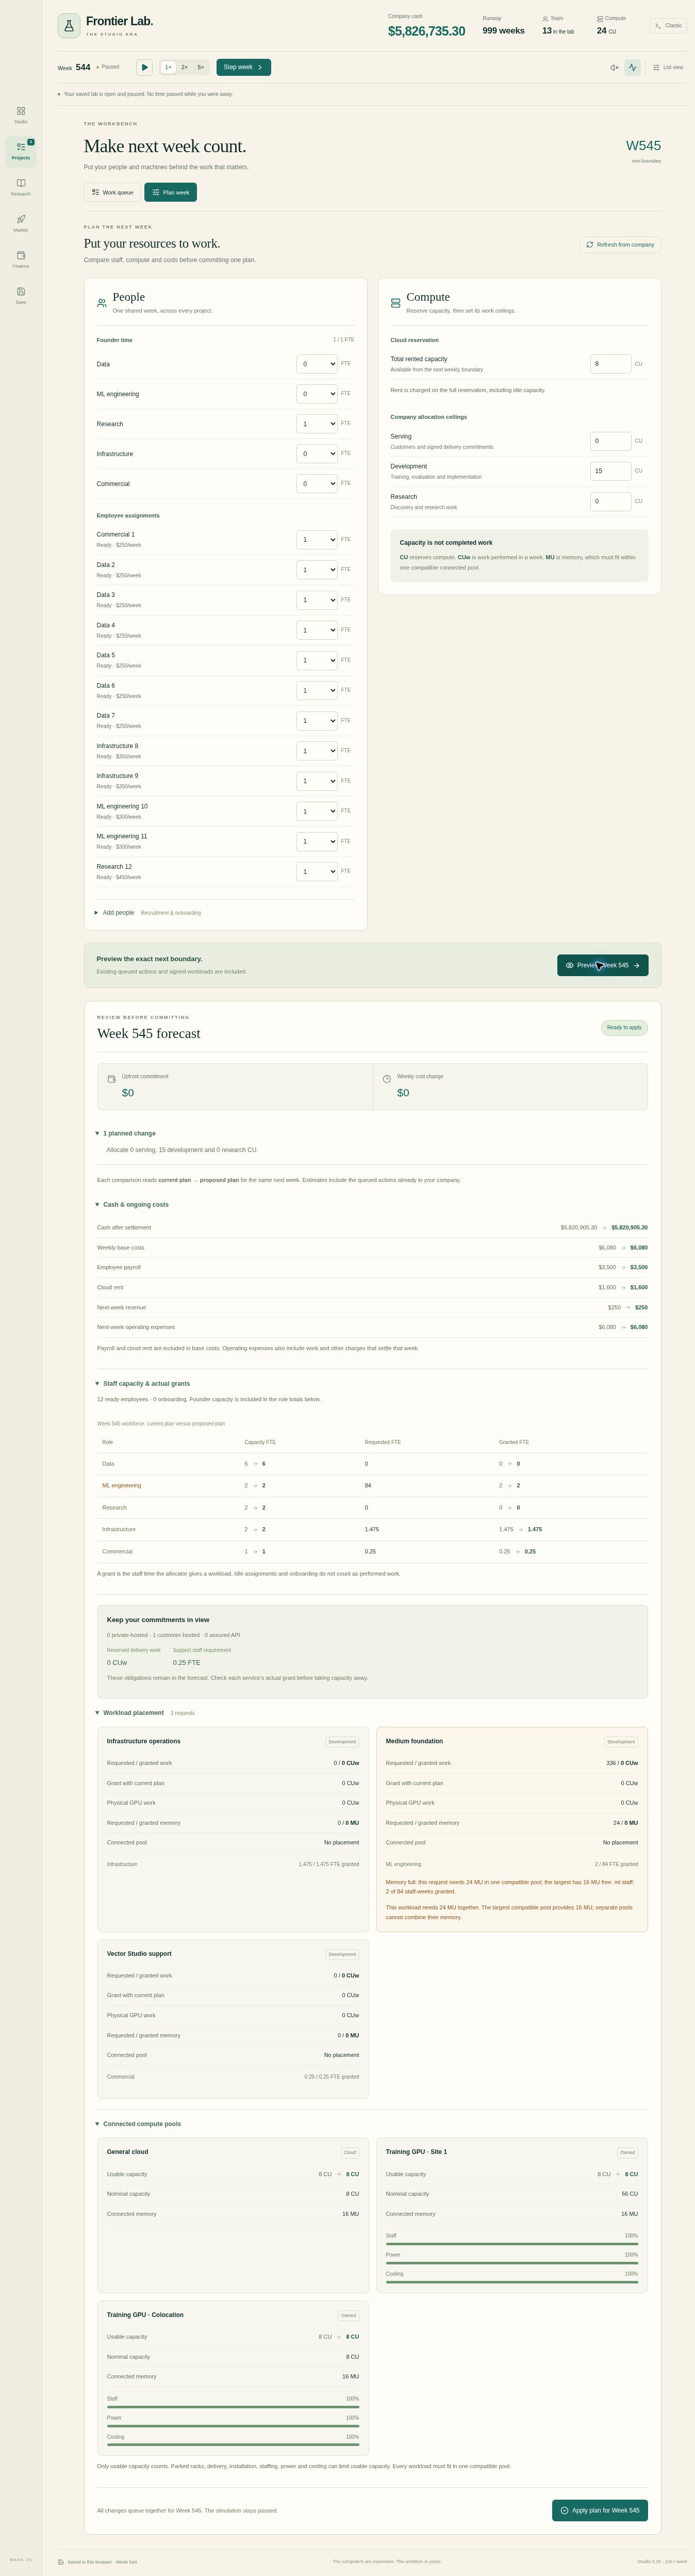 Frontier Lab.
THE STUDIO ERA
Company cash
$5,826,735.30
Runway
999 weeks
Team
13 in the lab
Compute
24 CU
Classic
Week 544
Paused
1×
2×
5×
Step week
List view
Your saved lab is open and paused. No time passed while you were away.
Studio
Projects
Research
Market
Finance
Save
THE WORKBENCH
Make next week count.
Put your people and machines behind the work that matters.
W545
next boundary
Work queue
Plan week
PLAN THE NEXT WEEK
Put your resources to work.
Compare staff, compute and costs before committing one plan.
Refresh from company
People
One shared week, across every project.
Founder time
1 / 1 FTE
Data
0
FTE
ML engineering
0
FTE
Research
1
FTE
Infrastructure
0
FTE
Commercial
0
FTE
Employee assignments
Commercial 1
Ready · $250/week
1
FTE
Data 2
Ready · $250/week
1
FTE
Data 3
Ready · $250/week
1
FTE
Data 4
Ready · $250/week
1
FTE
Data 5
Ready · $250/week
1
FTE
Data 6
Ready · $250/week
1
FTE
Data 7
Ready · $250/week
1
FTE
Infrastructure 8
Ready · $350/week
1
FTE
Infrastructure 9
Ready · $350/week
1
FTE
ML engineering 10
Ready · $300/week
1
FTE
ML engineering 11
Ready · $300/week
1
FTE
Research 12
Ready · $450/week
1
FTE
Add people
Recruitment & onboarding
Compute
Reserve capacity, then set its work ceilings.
Cloud reservation
Total rented capacity
Available from the next weekly boundary
8
CU
Rent is charged on the full reservation, including idle capacity.
Company allocation ceilings
Serving
Customers and signed delivery commitments
0
CU
Development
Training, evaluation and implementation
15
CU
Research
Discovery and research work
0
CU
Capacity is not completed work
CU reserves compute. CUw is work performed in a week. MU is memory, which must fit within
one compatible connected pool.
Preview the exact next boundary.
Existing queued actions and signed workloads are included.
Preview Week 545
REVIEW BEFORE COMMITTING
Week 545 forecast
Ready to apply
Upfront commitment
$0
Weekly cost change
$0
1 planned change
Allocate 0 serving, 15 development and 0 research CU.
Each comparison reads current plan → proposed plan for the same next week. Estimates include the queued actions already in your company.
Cash & ongoing costs
Cash after settlement
$5,820,905.30 → $5,820,905.30
Weekly base costs
$6,080 → $6,080
Employee payroll
$3,500 → $3,500
Cloud rent
$1,600 → $1,600
Next-week revenue
$250 → $250
Next-week operating expenses
$6,080 → $6,080
Payroll and cloud rent are included in base costs. Operating expenses also include work and other charges that settle that week.
Staff capacity & actual grants
12 ready employees · 0 onboarding. Founder capacity is included in the role totals below.
Week 545 workforce: current plan versus proposed plan
Role
Capacity FTE
Requested FTE
Granted FTE
Data
6 → 6
0
0 → 0
ML engineering
2 → 2
84
2 → 2
Research
2 → 2
0
0 → 0
Infrastructure
2 → 2
1.475
1.475 → 1.475
Commercial
1 → 1
0.25
0.25 → 0.25
A grant is the staff time the allocator gives a workload. Idle assignments and onboarding do not count as performed work.
Keep your commitments in view
0 private-hosted · 1 customer-hosted · 0 assured API
Reserved delivery work
0 CUw
Support staff requirement
0.25 FTE
These obligations remain in the forecast. Check each service's actual grant before taking capacity away.
Workload placement
3 requests
Infrastructure operations
Development
Requested / granted work
0 / 0 CUw
Grant with current plan
0 CUw
Physical GPU work
0 CUw
Requested / granted memory
0 / 0 MU
Connected pool
No placement
Infrastructure
1.475 / 1.475 FTE granted
Medium foundation
Development
Requested / granted work
336 / 0 CUw
Grant with current plan
0 CUw
Physical GPU work
0 CUw
Requested / granted memory
24 / 0 MU
Connected pool
No placement
ML engineering
2 / 84 FTE granted
Memory full: this request needs 24 MU in one compatible pool; the largest has 16 MU free. ml staff:
2 of 84 staff-weeks granted.
This workload needs 24 MU together. The largest compatible pool provides 16 MU; separate pools
cannot combine their memory.
Vector Studio support
Development
Requested / granted work
0 / 0 CUw
Grant with current plan
0 CUw
Physical GPU work
0 CUw
Requested / granted memory
0 / 0 MU
Connected pool
No placement
Commercial
0.25 / 0.25 FTE granted
Connected compute pools
General cloud
Cloud
Usable capacity
8 CU → 8 CU
Nominal capacity
8 CU
Connected memory
16 MU
Training GPU · Site 1
Owned
Usable capacity
8 CU → 8 CU
Nominal capacity
56 CU
Connected memory
16 MU
Staff
100%
Power
100%
Cooling
100%
Training GPU · Colocation
Owned
Usable capacity
8 CU → 8 CU
Nominal capacity
8 CU
Connected memory
16 MU
Staff
100%
Power
100%
Cooling
100%
Only usable capacity counts. Parked racks, delivery, installation, staffing, power and cooling can limit usable capacity. Every workload must fit in one compatible pool.
All changes queue together for Week 545. The simulation stays paused.
Apply plan for Week 545
Saved in this browser · Week 544
The computers are expensive. The ambition is yours.
Studio 0.25 · 10s / week